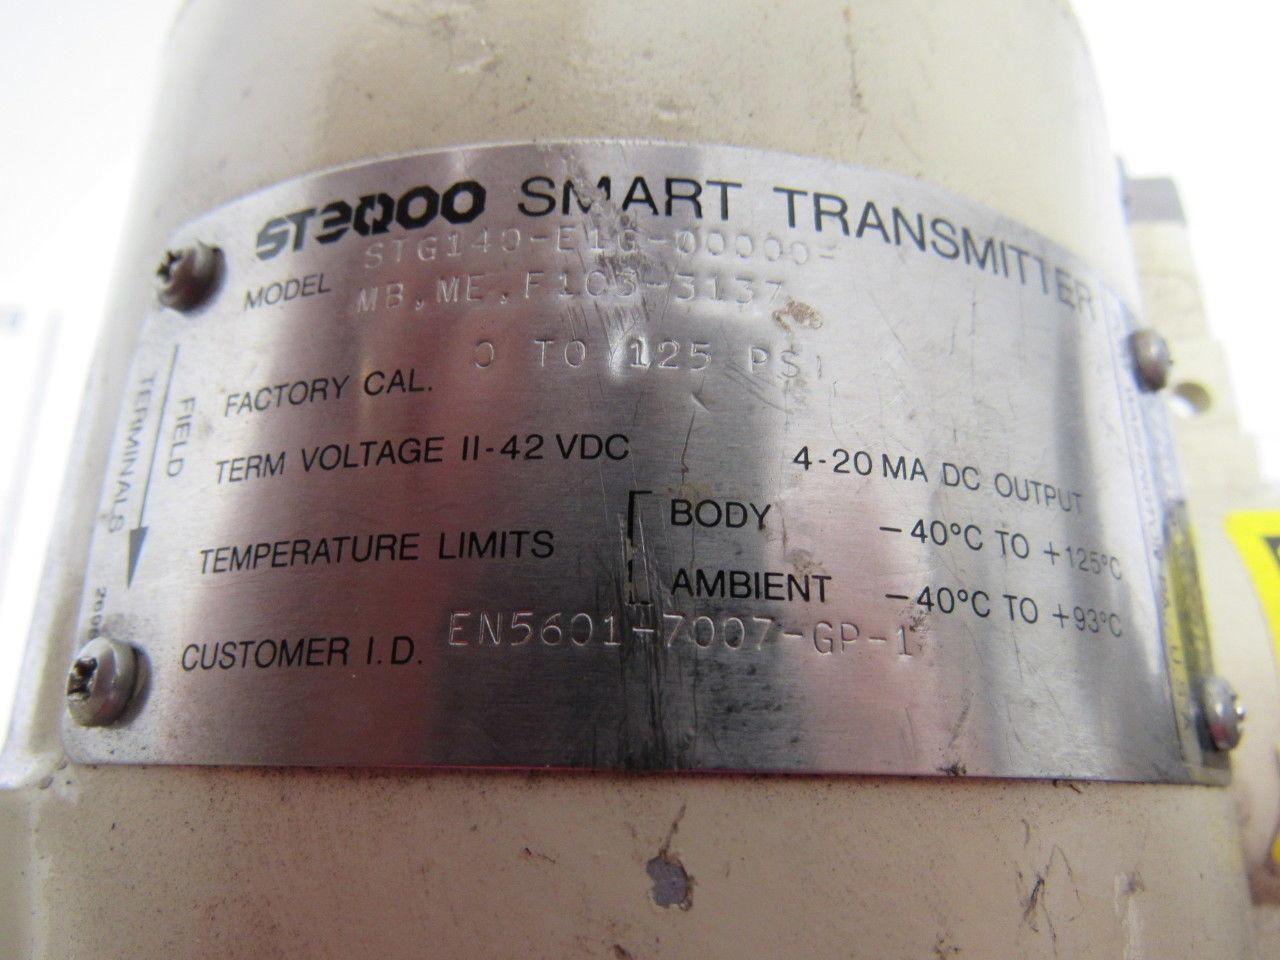 ST3000 SMART TRANSMITTER
MODEL STG140-E1G-00000-
MB,ME,F1C3-3137
FACTORY CAL. 0 TO 125 PSI
TERM VOLTAGE 11-42 VDC 4-20 MA DC OUTPUT
TEMPERATURE LIMITS BODY -40°C TO +125°C
AMBIENT -40°C TO +93°C
CUSTOMER I.D. EN5601-7007-GP-1
FIELD
TERMINALS